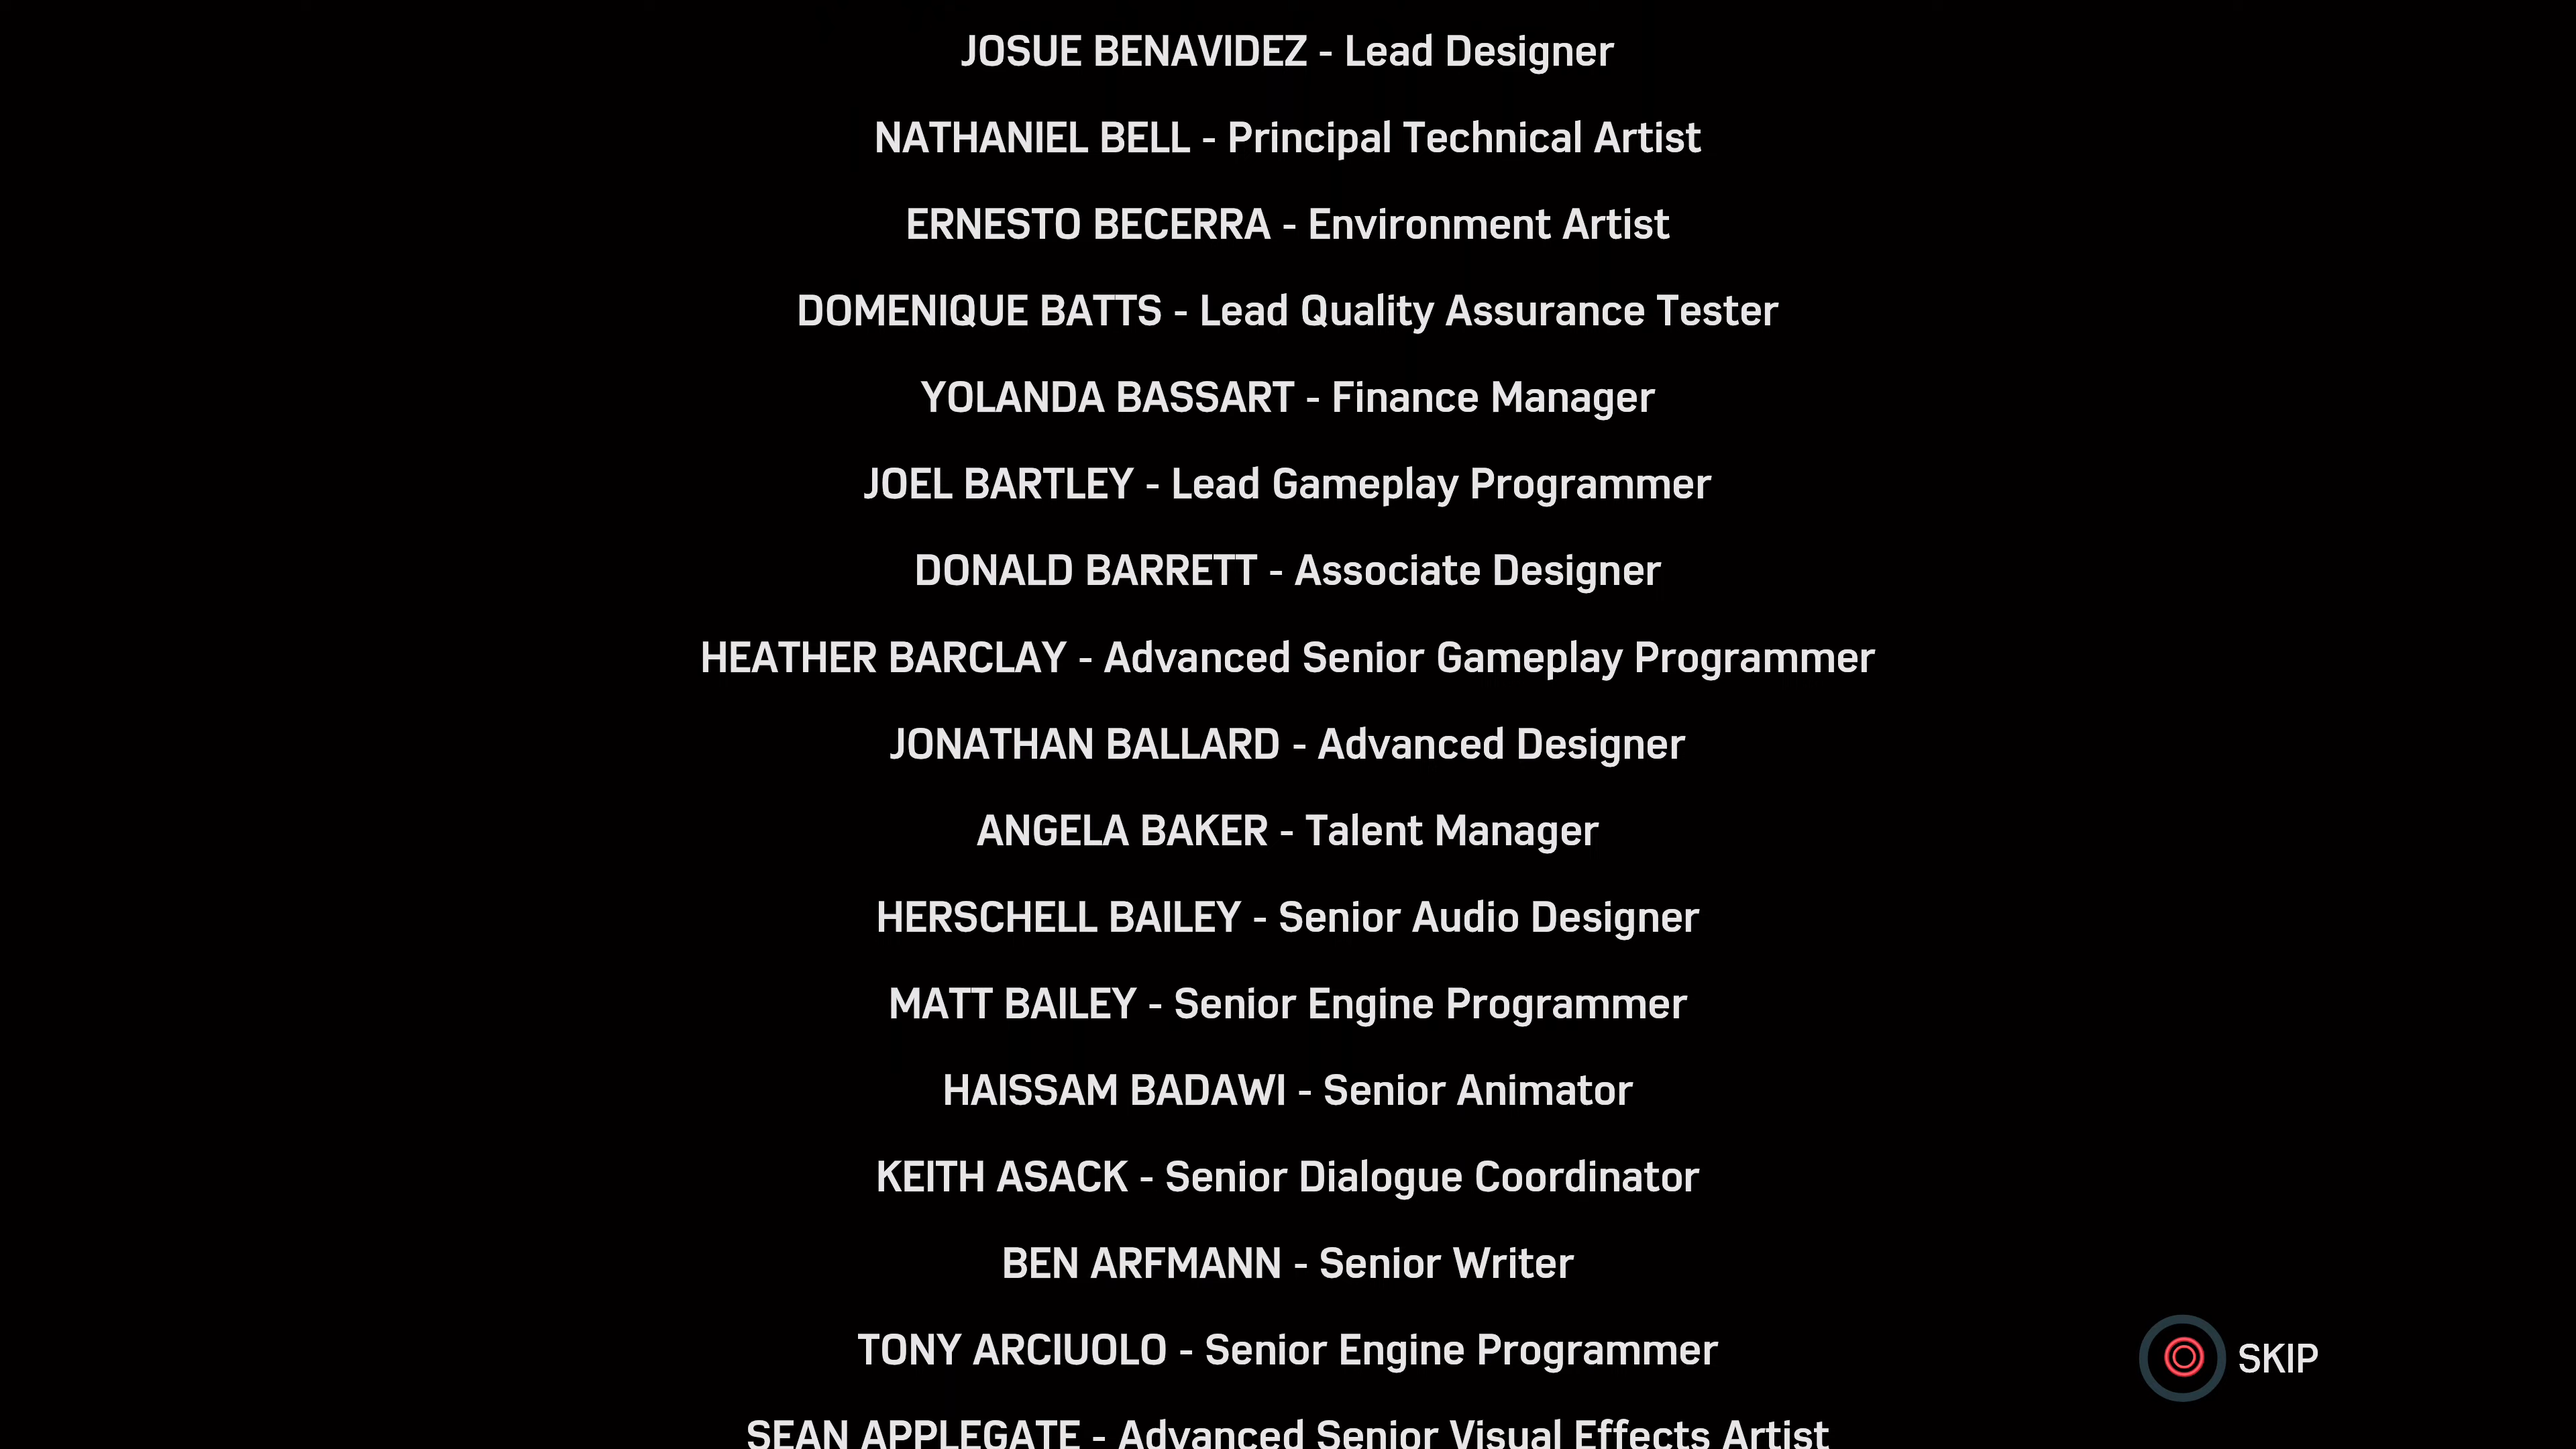 JOSUE BENAVIDEZ - Lead Designer
NATHANIEL BELL - Principal Technical Artist
ERNESTO BECERRA - Environment Artist
DOMENIQUE BATTS - Lead Quality Assurance Tester
YOLANDA BASSART - Finance Manager
JOEL BARTLEY - Lead Gameplay Programmer
DONALD BARRETT - Associate Designer
HEATHER BARCLAY - Advanced Senior Gameplay Programmer
JONATHAN BALLARD - Advanced Designer
ANGELA BAKER - Talent Manager
HERSCHELL BAILEY - Senior Audio Designer
MATT BAILEY - Senior Engine Programmer
HAISSAM BADAWI - Senior Animator
KEITH ASACK - Senior Dialogue Coordinator
BEN ARFMANN - Senior Writer
TONY ARCIUOLO - Senior Engine Programmer
SKIP
SEAN APPLEGATE - Advanced Senior Visual Effects Artist